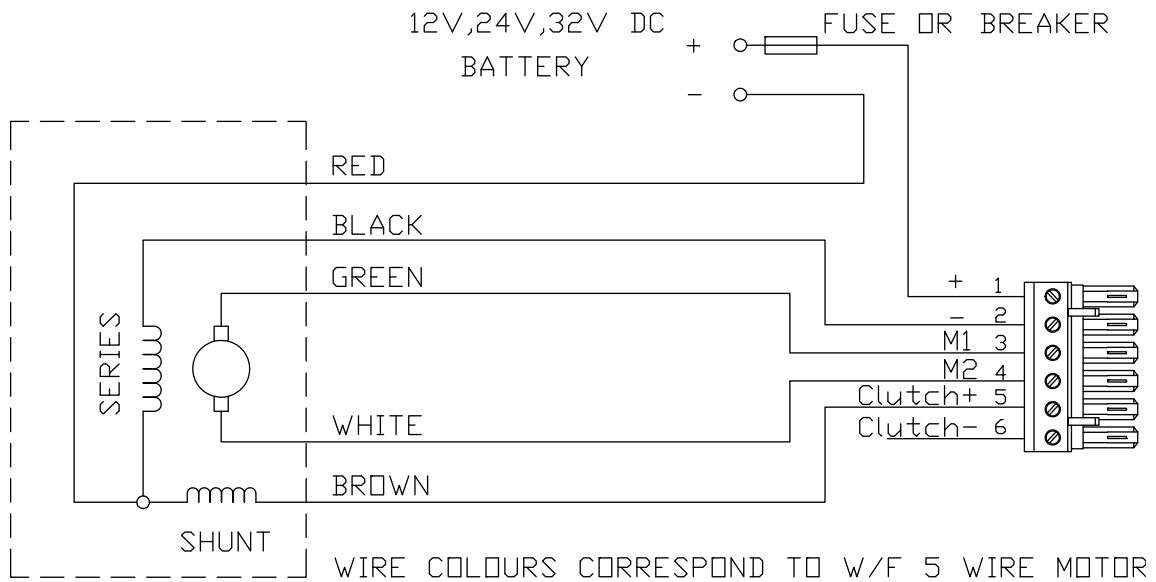 12V,24V,32V DC
BATTERY
+
−
FUSE OR BREAKER
RED
BLACK
GREEN
SERIES
WHITE
BROWN
SHUNT
+ 1
− 2
M1 3
M2 4
Clutch+ 5
Clutch− 6
WIRE COLOURS CORRESPOND TO W/F 5 WIRE MOTOR